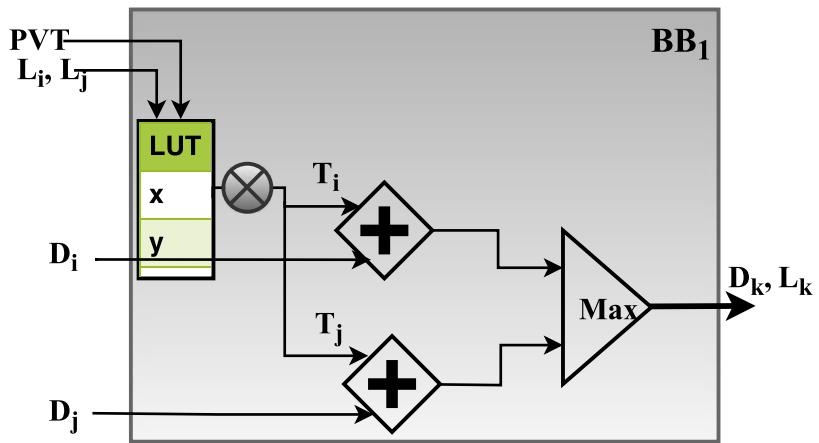 PVT
BB1
Li, Lj
LUT
x
Ti
y
Di
Dk, Lk
Max
Tj
Dj